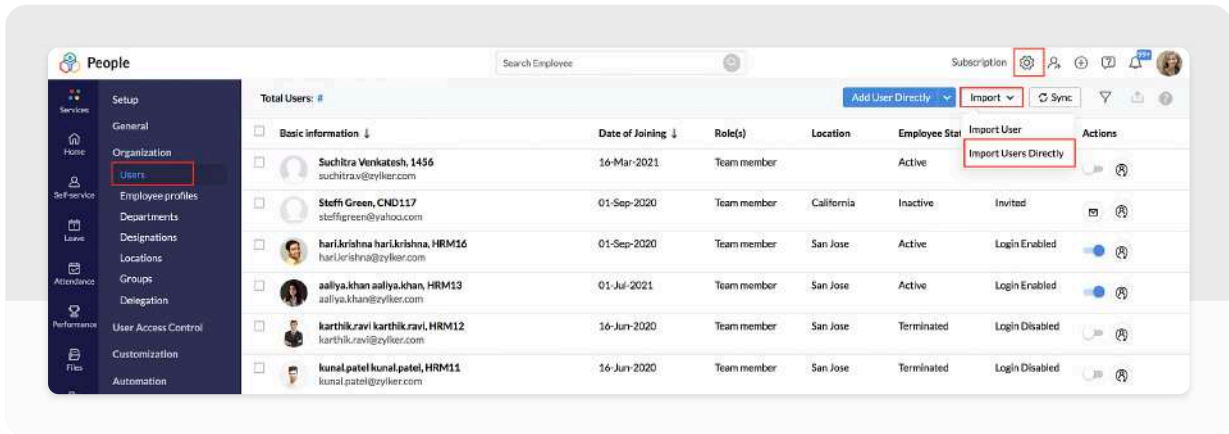 People
Search Employee
Subscription
99+
Services
Home
Self-service
Leave
Attendance
Performance
Files
Setup
General
Organization
Users
Employee profiles
Departments
Designations
Locations
Groups
Delegation
User Access Control
Customization
Automation
Total Users: #
Add User Directly
Import
Sync
Import User
Import Users Directly
Basic information ↓ Date of Joining ↓ Role(s) Location Employee Stat Actions
Suchitra Venkatesh, 1456 16-Mar-2021 Team member Active
suchitra.v@zylker.com
Steffi Green, CND117 01-Sep-2020 Team member California Inactive Invited
steffigreen@yahoo.com
hari.krishna hari.krishna, HRM16 01-Sep-2020 Team member San Jose Active Login Enabled
hari.krishna@zylker.com
aaliya.khan aaliya.khan, HRM13 01-Jul-2021 Team member San Jose Active Login Enabled
aaliya.khan@zylker.com
karthik.ravi karthik.ravi, HRM12 16-Jun-2020 Team member San Jose Terminated Login Disabled
karthik.ravi@zylker.com
kunal.patel kunal.patel, HRM11 16-Jun-2020 Team member San Jose Terminated Login Disabled
kunal.patel@zylker.com